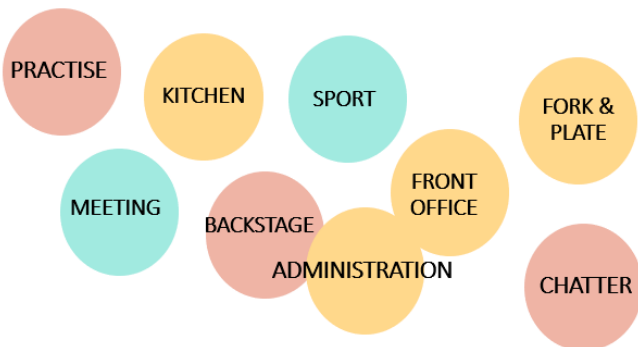 PRACTISE
KITCHEN
SPORT
FORK &
PLATE
MEETING
BACKSTAGE
FRONT
OFFICE
ADMINISTRATION
CHATTER